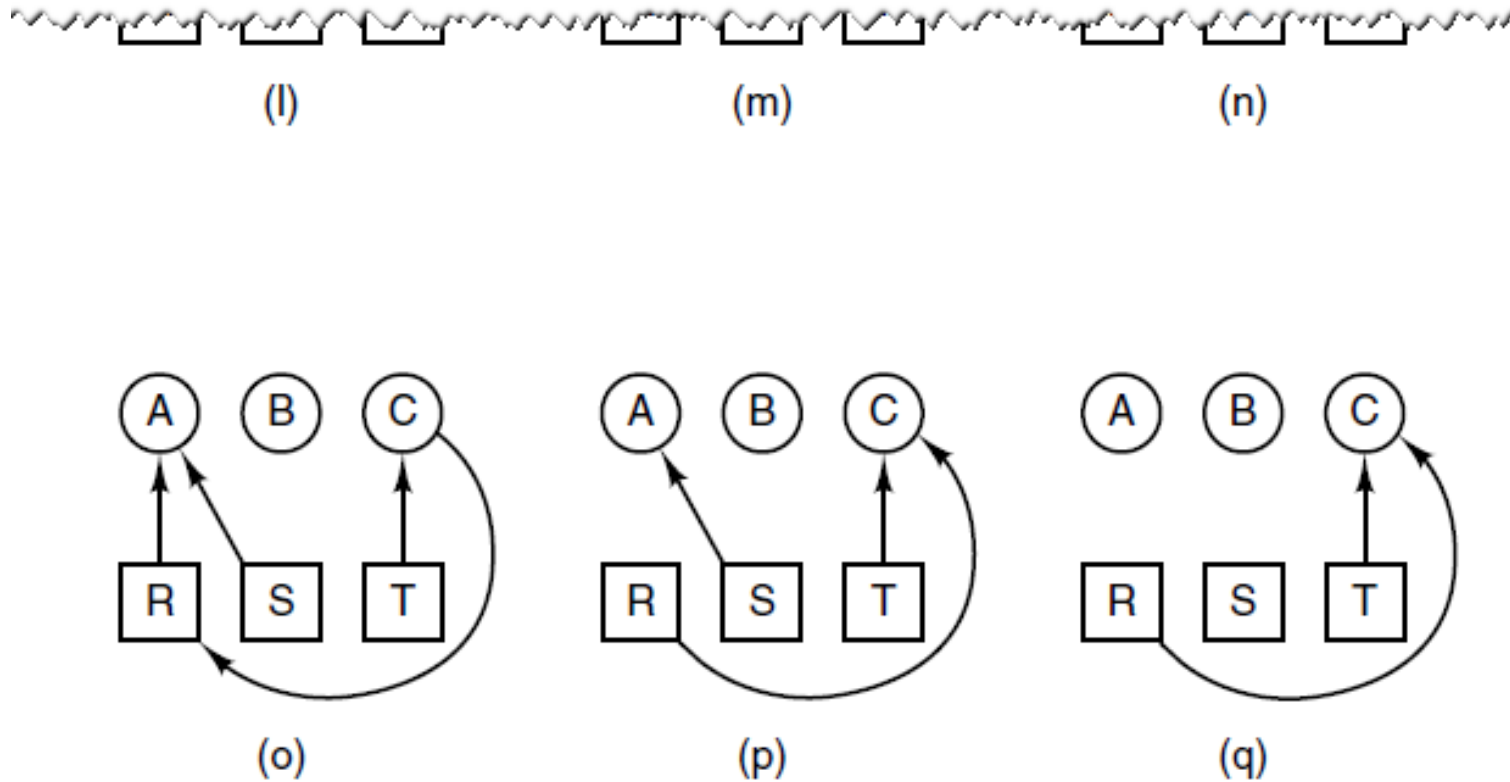 (l) (m) (n)
A B C A B C A B C
R S T R S T R S T
(o) (p) (q)